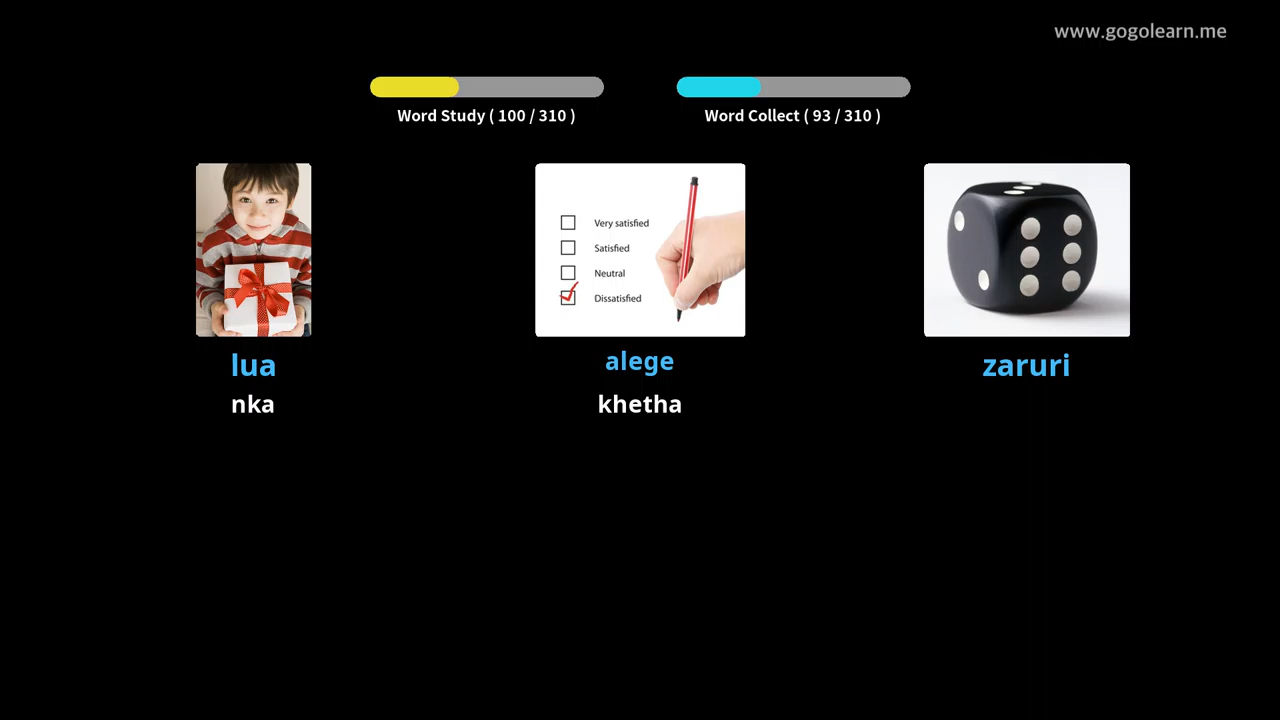 www.gogolearn.me
Word Study ( 100 / 310 )
Word Collect ( 93 / 310 )
Very satisfied
Satisfied
Neutral
Dissatisfied
lua
alege
zaruri
nka
khetha